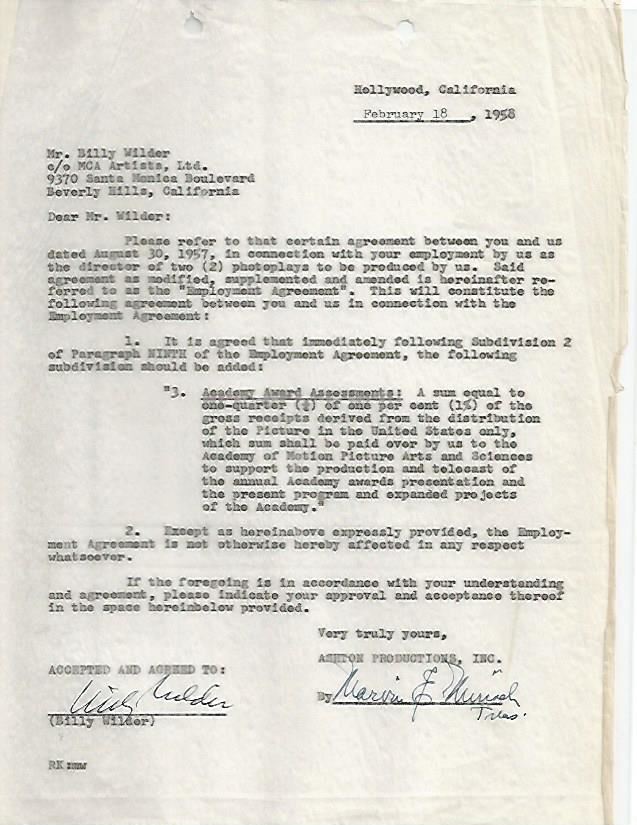 Hollywood, California
February 18, 1958
Mr. Billy Wilder
c/o MCA Artists, Ltd.
9370 Santa Monica Boulevard
Beverly Hills, California
Dear Mr. Wilder:
Please refer to that certain agreement between you and us
dated August 30, 1957, in connection with your employment by us as
the director of two (2) photoplays to be produced by us. Said
agreement as modified, supplemented and amended is hereinafter re-
ferred to as the "Employment Agreement". This will constitute the
following agreement between you and us in connection with the
Employment Agreement:
1. It is agreed that immediately following Subdivision 2
of Paragraph NINTH of the Employment Agreement, the following
subdivision should be added:
"3. Academy Award Assessments: A sum equal to
one-quarter (¼) of one per cent (1%) of the
gross receipts derived from the distribution
of the Picture in the United States only,
which sum shall be paid over by us to the
Academy of Motion Picture Arts and Sciences
to support the production and telecast of
the annual Academy awards presentation and
the present program and expanded projects
of the Academy."
2. Except as hereinabove expressly provided, the Employ-
ment Agreement is not otherwise hereby affected in any respect
whatsoever.
If the foregoing is in accordance with your understanding
and agreement, please indicate your approval and acceptance thereof
in the space hereinbelow provided.
Very truly yours,
ASHTON PRODUCTIONS, INC.
ACCEPTED AND AGREED TO:
By Marvin E. Mirisch
Treas.
Billy Wilder
(Billy Wilder)
RK:mw